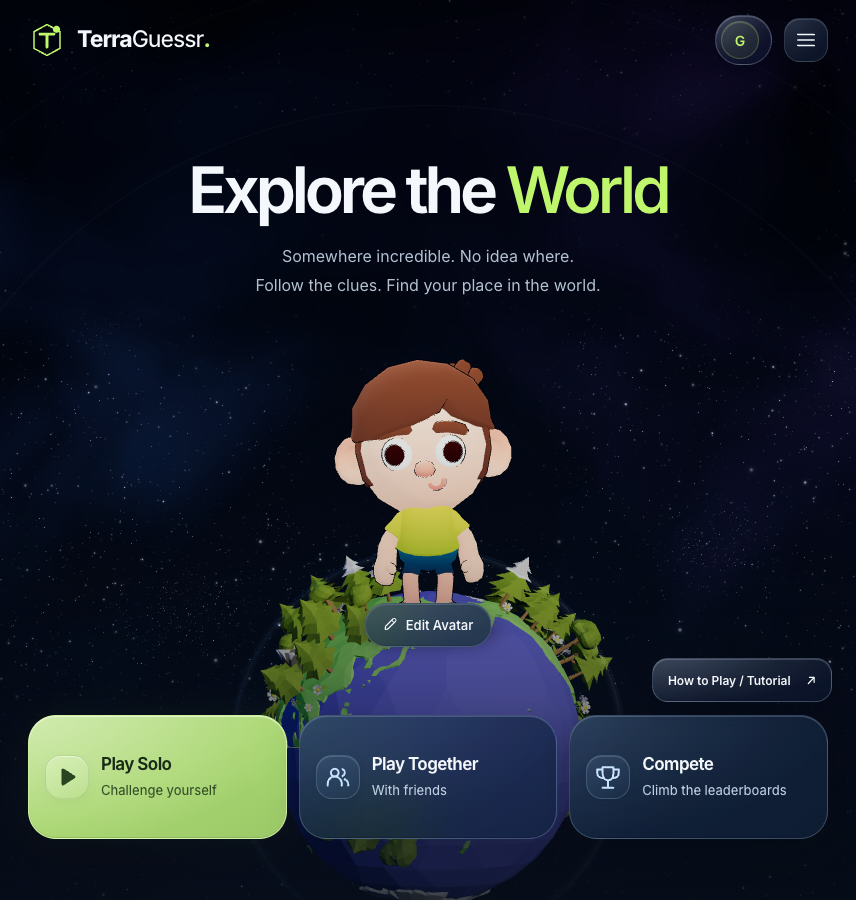 TerraGuessr.
G
Explore the World
Somewhere incredible. No idea where.
Follow the clues. Find your place in the world.
Edit Avatar
How to Play / Tutorial
Play Solo
Challenge yourself
Play Together
With friends
Compete
Climb the leaderboards